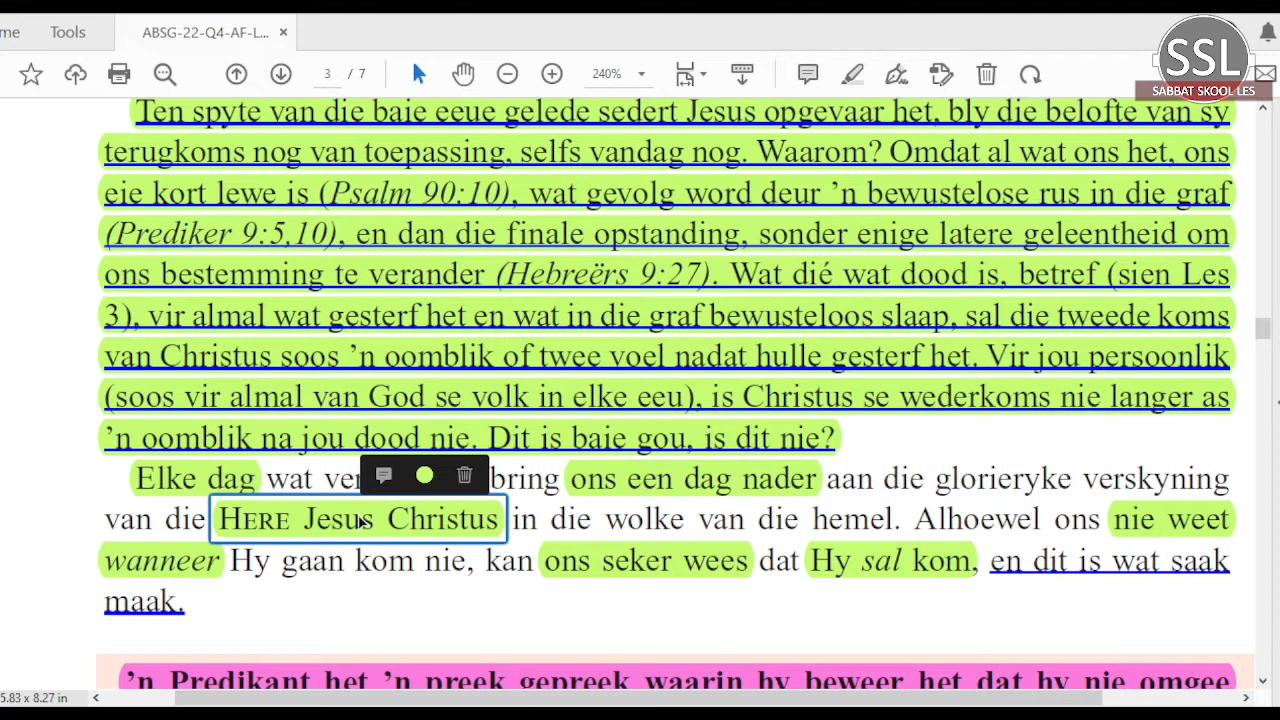 me
Tools
ABSG-22-Q4-AF-L...
SSL
SABBAT SKOOL LES
3 / 7
240%
Ten spyte van die baie eeue gelede sedert Jesus opgevaar het, bly die belofte van sy
terugkoms nog van toepassing, selfs vandag nog. Waarom? Omdat al wat ons het, ons
eie kort lewe is (Psalm 90:10), wat gevolg word deur ’n bewustelose rus in die graf
(Prediker 9:5,10), en dan die finale opstanding, sonder enige latere geleentheid om
ons bestemming te verander (Hebreërs 9:27). Wat dié wat dood is, betref (sien Les
3), vir almal wat gesterf het en wat in die graf bewusteloos slaap, sal die tweede koms
van Christus soos ’n oomblik of twee voel nadat hulle gesterf het. Vir jou persoonlik
(soos vir almal van God se volk in elke eeu), is Christus se wederkoms nie langer as
’n oomblik na jou dood nie. Dit is baie gou, is dit nie?
Elke dag wat ver bring ons een dag nader aan die glorieryke verskyning
van die HERE Jesus Christus in die wolke van die hemel. Alhoewel ons nie weet
wanneer Hy gaan kom nie, kan ons seker wees dat Hy sal kom, en dit is wat saak
maak.
’n Predikant het ’n preek gepreek waarin hy beweer het dat hy nie omgee
5.83 x 8.27 in